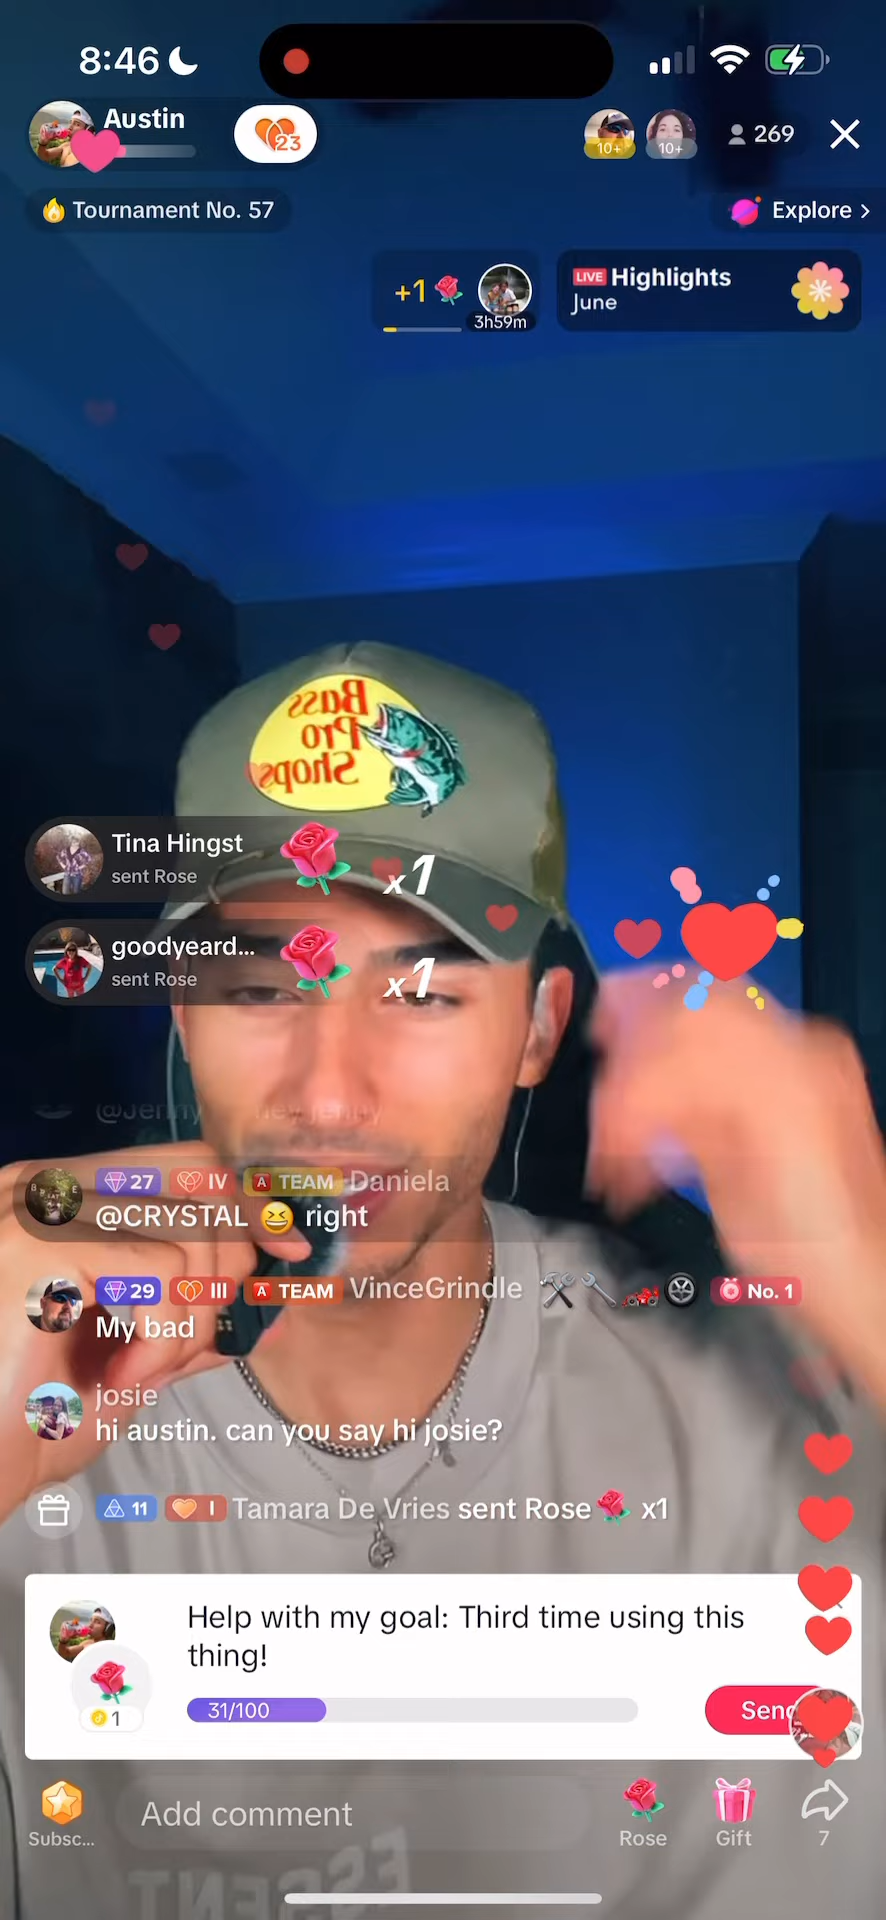 8:46
Austin
23
10+
10+
269
Tournament No. 57
Explore >
+1
3h59m
LIVE Highlights
June
Bass
Pro
Shops
Tina Hingst
sent Rose
x1
goodyeard...
sent Rose
x1
@Jenny hey jenny
27 IV A TEAM Daniela
@CRYSTAL 😆 right
29 III A TEAM VinceGrindle No. 1
My bad
josie
hi austin. can you say hi josie?
11 I Tamara De Vries sent Rose x1
Help with my goal: Third time using this
thing!
31/100
1
Send
Subsc...
Add comment
Rose
Gift
7